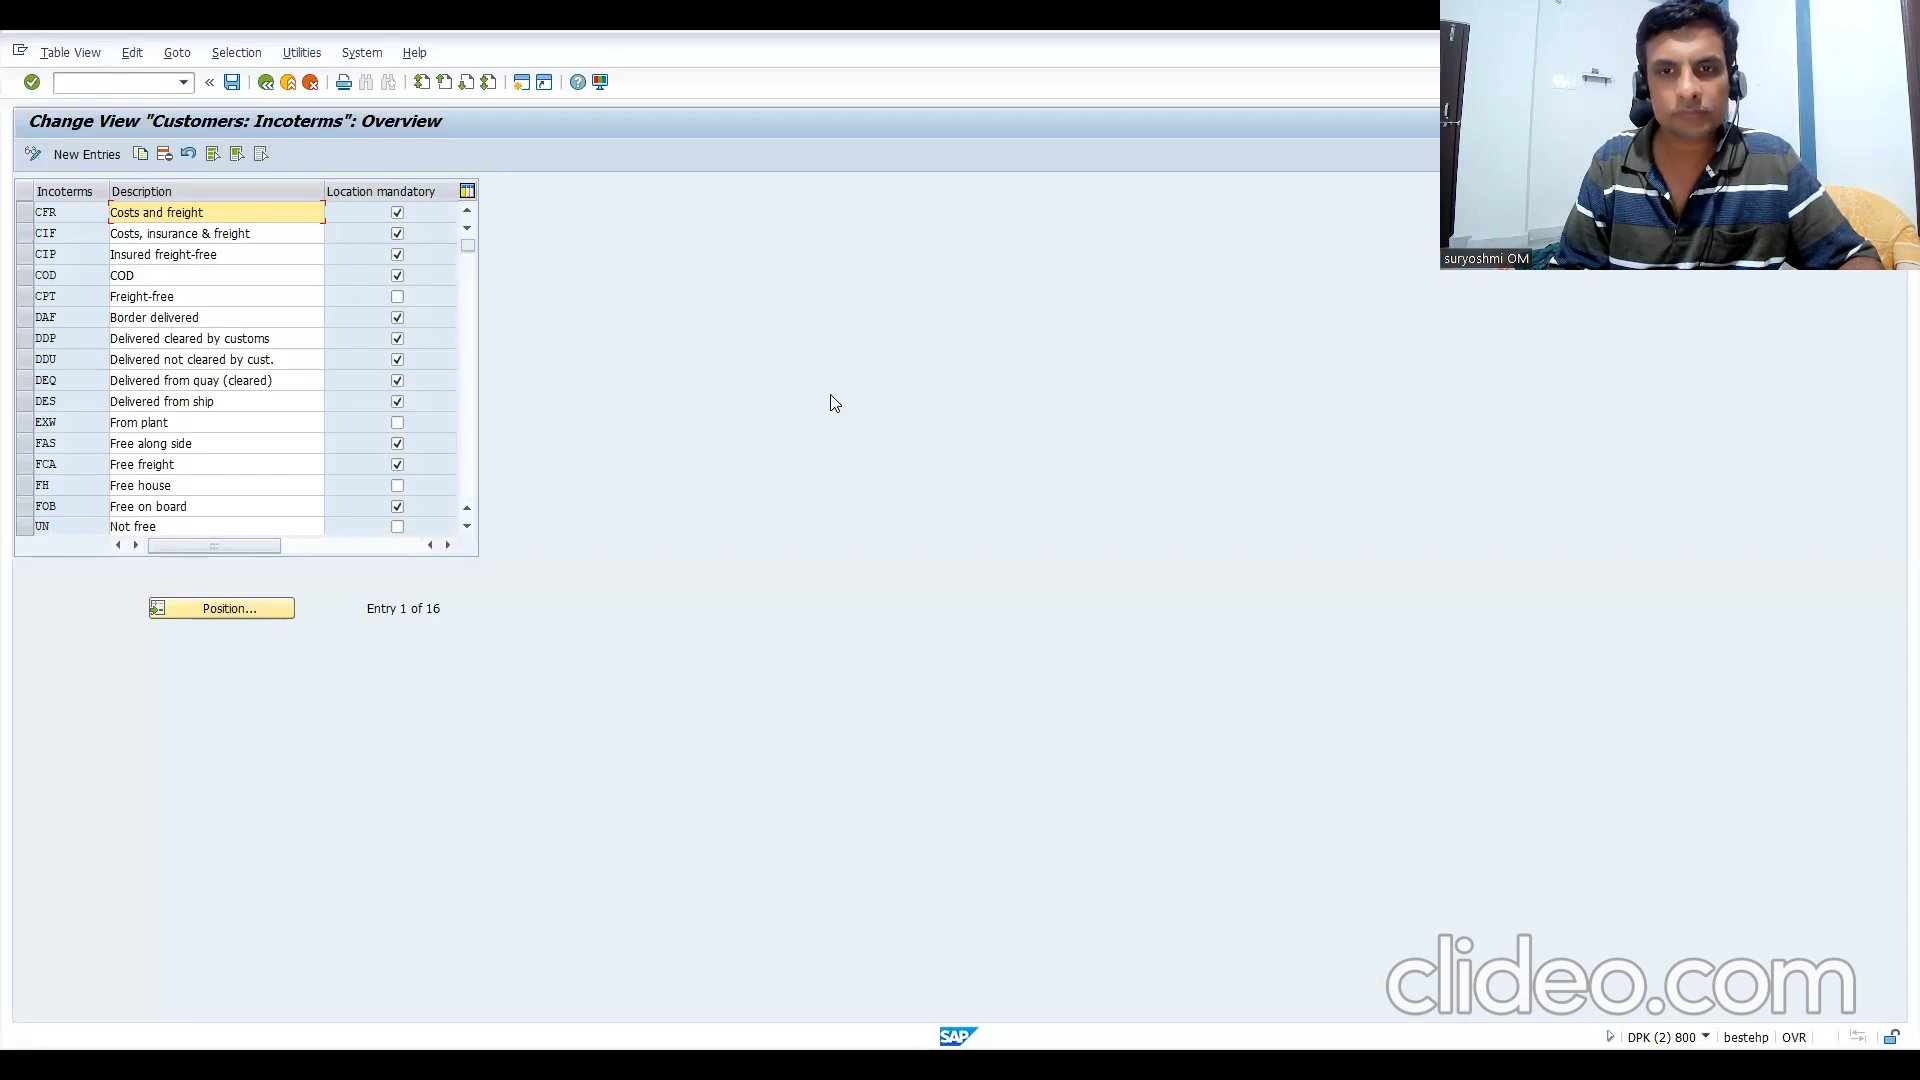 Table View Edit Goto Selection Utilities System Help
Change View "Customers: Incoterms": Overview
New Entries
Incoterms Description Location mandatory
CFR Costs and freight
CIF Costs, insurance & freight
CIP Insured freight-free
COD COD
CPT Freight-free
DAF Border delivered
DDP Delivered cleared by customs
DDU Delivered not cleared by cust.
DEQ Delivered from quay (cleared)
DES Delivered from ship
EXW From plant
FAS Free along side
FCA Free freight
FH Free house
FOB Free on board
UN Not free
Position... Entry 1 of 16
suryoshmi OM
clideo.com
SAP DPK (2) 800 bestehp OVR